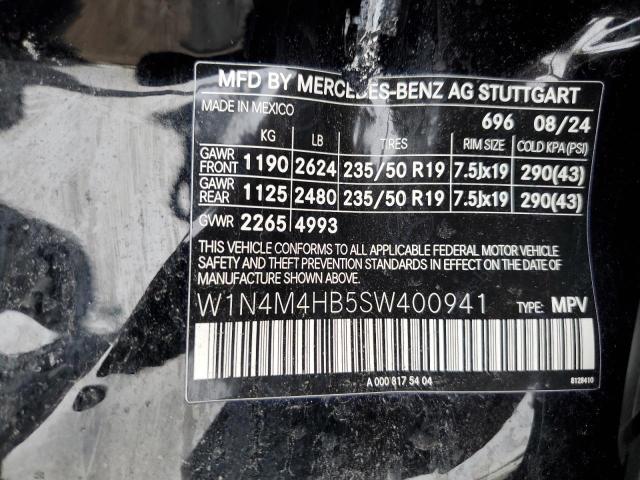 MFD BY MERCEDES-BENZ AG STUTTGART
MADE IN MEXICO
696 08/24
KG LB TIRES RIM SIZE COLD KPA(PSI)
GAWR FRONT 1190 2624 235/50 R19 7.5Jx19 290(43)
GAWR REAR 1125 2480 235/50 R19 7.5Jx19 290(43)
GVWR 2265 4993
THIS VEHICLE CONFORMS TO ALL APPLICABLE FEDERAL MOTOR VEHICLE
SAFETY AND THEFT PREVENTION STANDARDS IN EFFECT ON THE DATE
OF MANUFACTURE SHOWN ABOVE.
W1N4M4HB5SW400941 TYPE: MPV
A 000 817 54 04 8128410